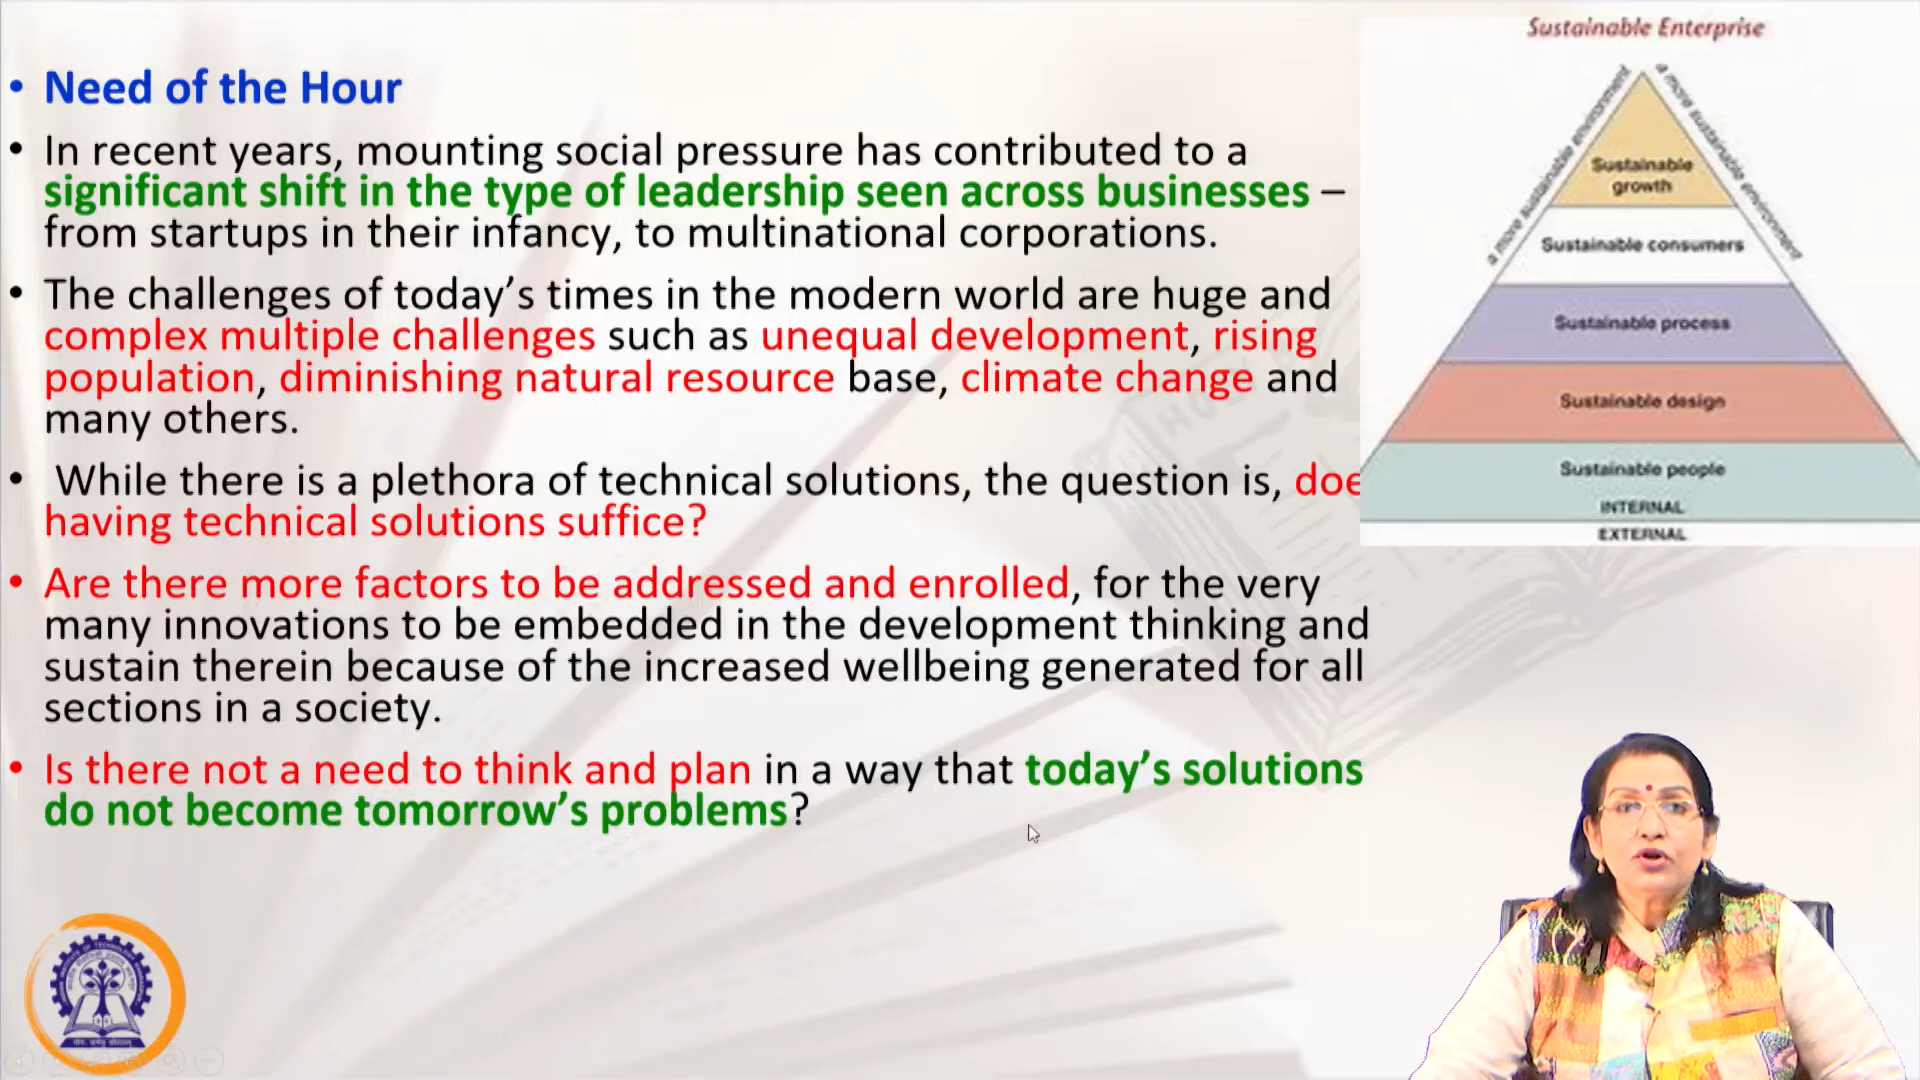 Need of the Hour
In recent years, mounting social pressure has contributed to a
significant shift in the type of leadership seen across businesses –
from startups in their infancy, to multinational corporations.
The challenges of today's times in the modern world are huge and
complex multiple challenges such as unequal development, rising
population, diminishing natural resource base, climate change and
many others.
While there is a plethora of technical solutions, the question is, doe
having technical solutions suffice?
Are there more factors to be addressed and enrolled, for the very
many innovations to be embedded in the development thinking and
sustain therein because of the increased wellbeing generated for all
sections in a society.
Is there not a need to think and plan in a way that today's solutions
do not become tomorrow's problems?
Sustainable Enterprise
a more sustainable environment
a more sustainable environment
Sustainable
growth
Sustainable consumers
Sustainable process
Sustainable design
Sustainable people
INTERNAL
EXTERNAL